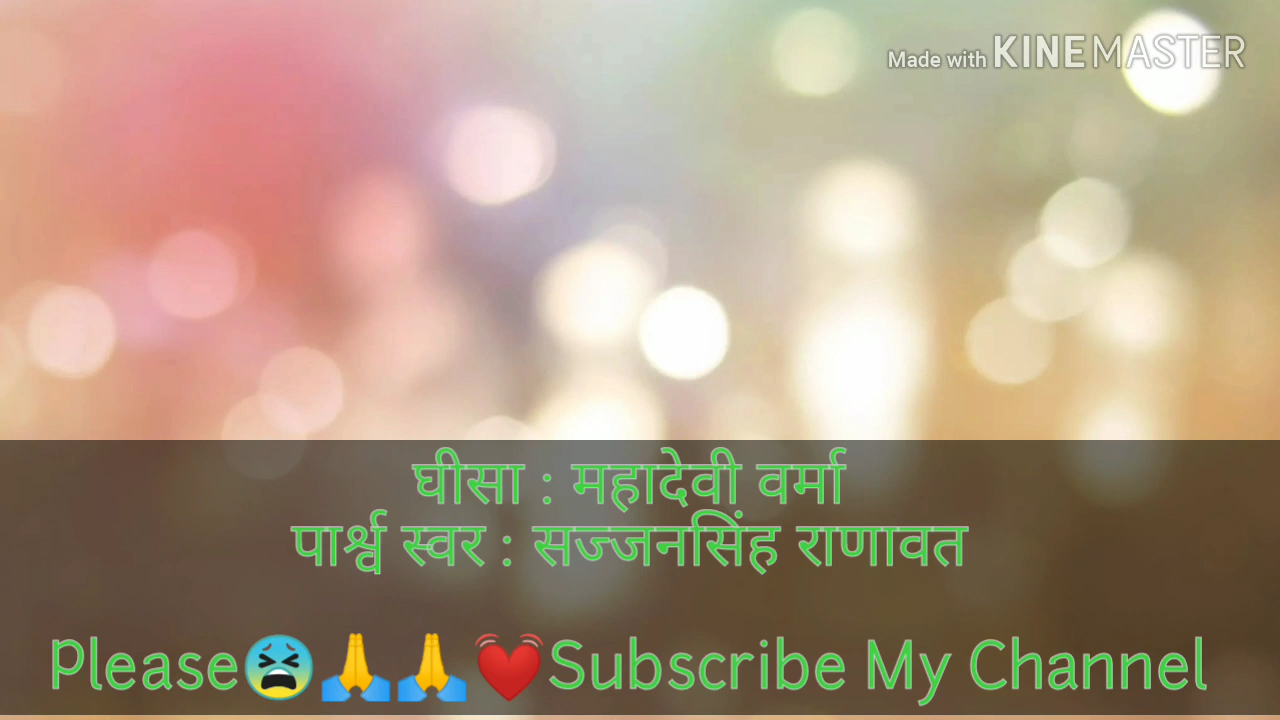 Made with KINEMASTER
घीसा : महादेवी वर्मा
पार्श्व स्वर : सज्जनसिंह राणावत
Please😫🙏🙏💓Subscribe My Channel